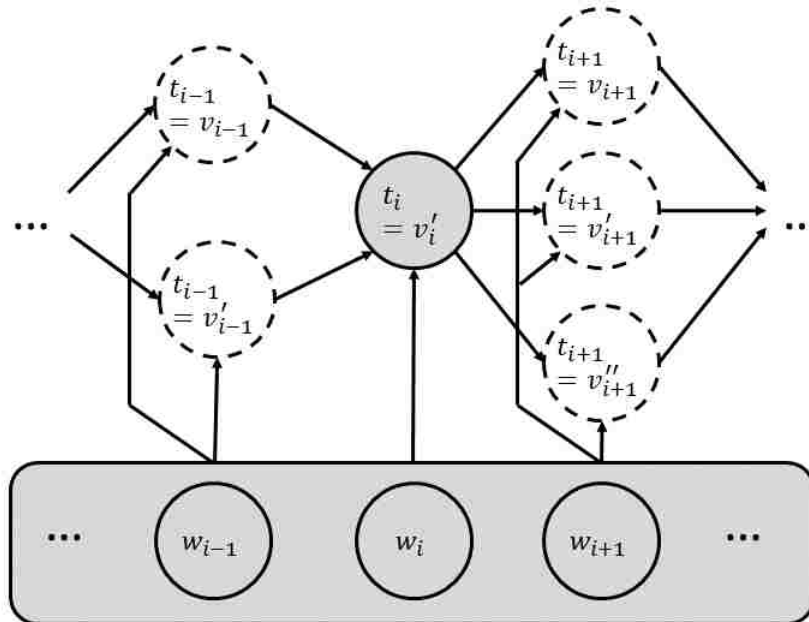 t_{i+1}
= v_{i+1}
t_{i-1}
= v_{i-1}
t_i
= v'_i
t_{i+1}
= v'_{i+1}
...
...
t_{i-1}
= v'_{i-1}
t_{i+1}
= v''_{i+1}
... w_{i-1} w_i w_{i+1} ...